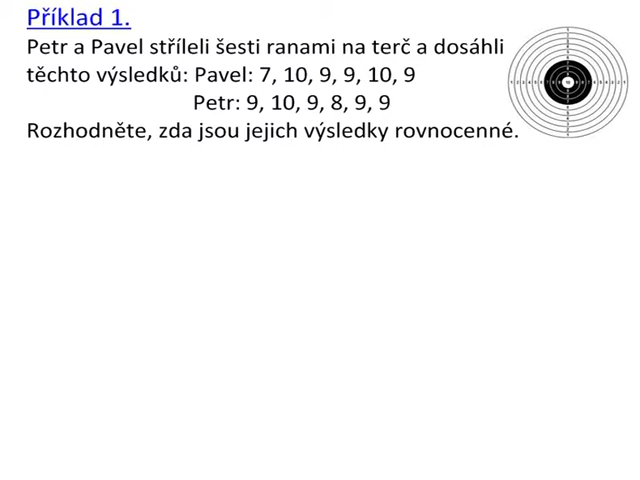 Příklad 1.
Petr a Pavel stříleli šesti ranami na terč a dosáhli
těchto výsledků: Pavel: 7, 10, 9, 9, 10, 9
Petr: 9, 10, 9, 8, 9, 9
Rozhodněte, zda jsou jejich výsledky rovnocenné.